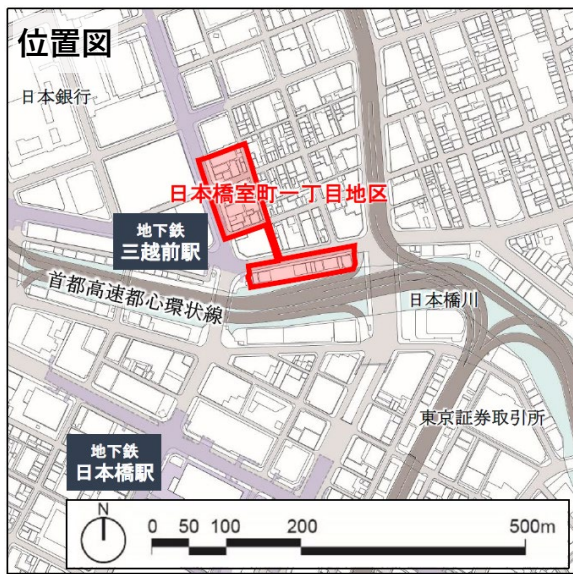 位置図
日本銀行
日本橋室町一丁目地区
地下鉄
三越前駅
首都高速都心環状線
日本橋川
東京証券取引所
地下鉄
日本橋駅
N
0 50 100 200 500m